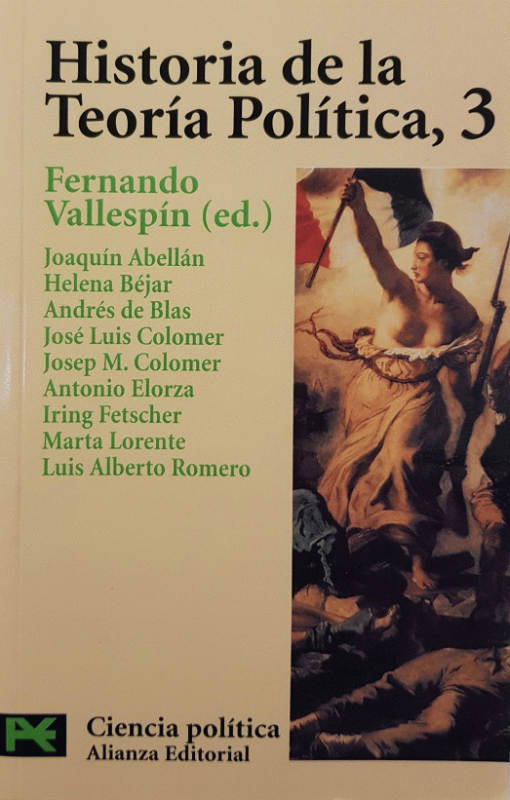 Historia de la
Teoría Política, 3
Fernando
Vallespín (ed.)
Joaquín Abellán
Helena Béjar
Andrés de Blas
José Luis Colomer
Josep M. Colomer
Antonio Elorza
Iring Fetscher
Marta Lorente
Luis Alberto Romero
Ciencia política
Alianza Editorial